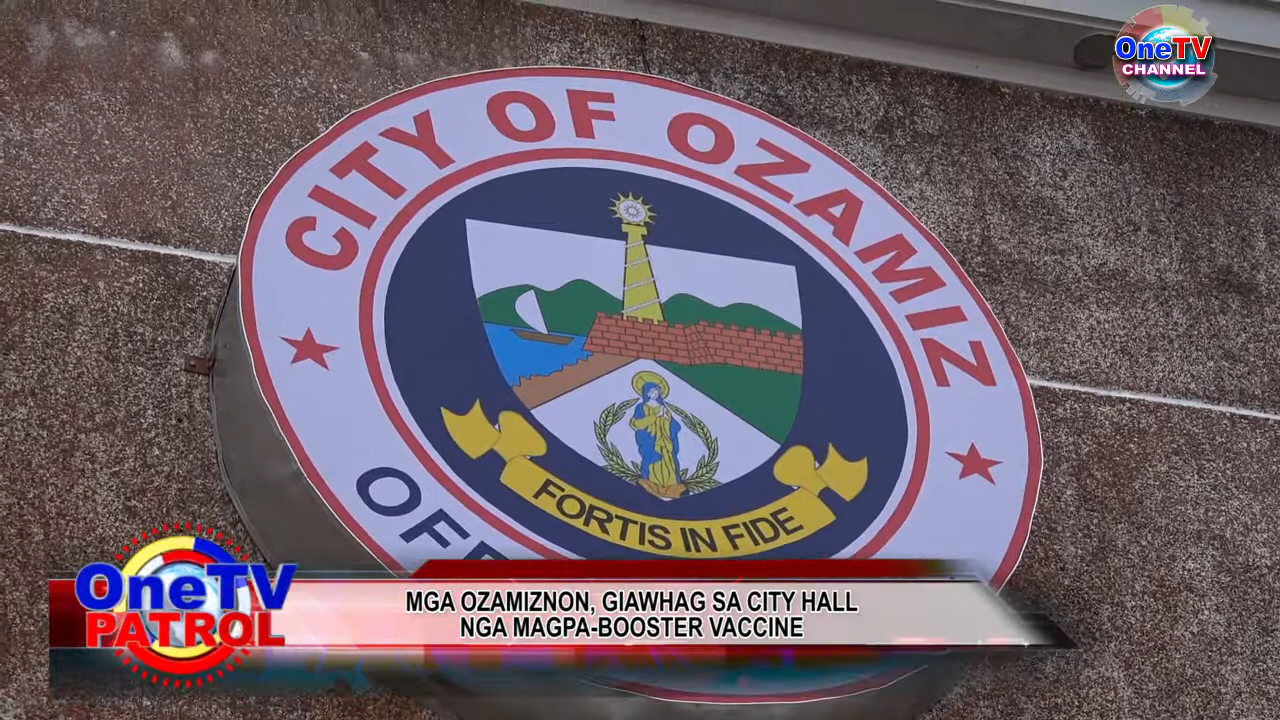 OneTV
CHANNEL
CITY OF OZAMIZ
FORTIS IN FIDE
OneTV
PATROL
MGA OZAMIZNON, GIAWHAG SA CITY HALL
NGA MAGPA-BOOSTER VACCINE